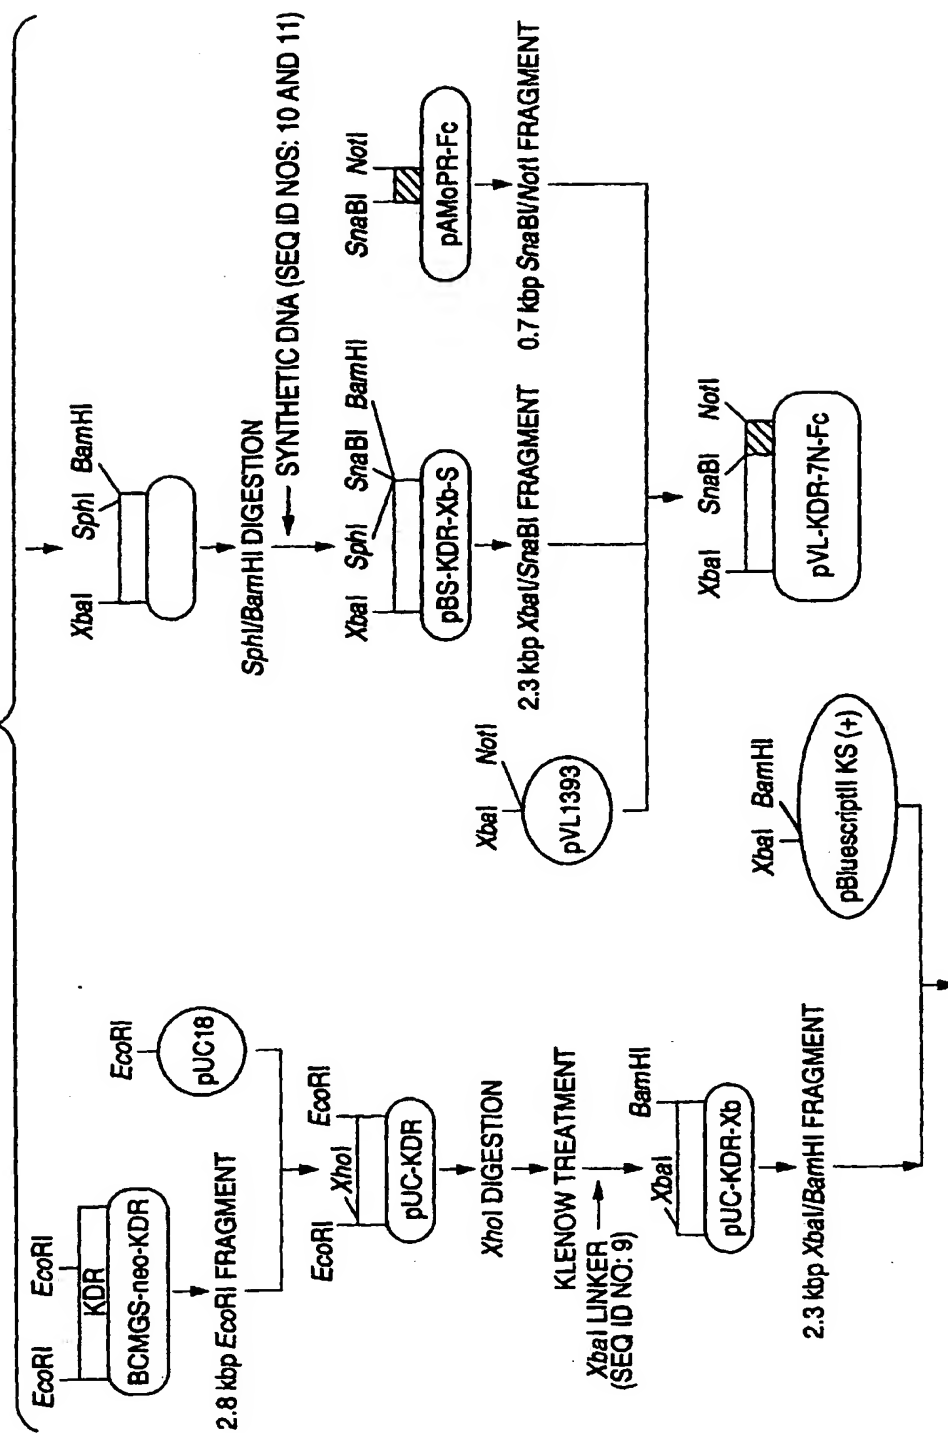 EcoRI
EcoRI
KDR
BCMGS-neo-KDR
2.8 kbp EcoRI FRAGMENT
EcoRI
pUC18
EcoRI
XhoI
EcoRI
pUC-KDR
XhoI DIGESTION
KLENOW TREATMENT
XbaI LINKER
(SEQ ID NO: 9)
XbaI
BamHI
pUC-KDR-Xb
2.3 kbp XbaI/BamHI FRAGMENT
XbaI
BamHI
pBluescriptII KS (+)
XbaI
SphI
BamHI
SphI/BamHI DIGESTION
SYNTHETIC DNA (SEQ ID NOS: 10 AND 11)
XbaI
SphI
SnaBI
BamHI
pBS-KDR-Xb-S
2.3 kbp XbaI/SnaBI FRAGMENT
SnaBI
NotI
pAMoPR-Fc
0.7 kbp SnaBI/NotI FRAGMENT
XbaI
NotI
pVL1393
XbaI
SnaBI
NotI
pVL-KDR-7N-Fc